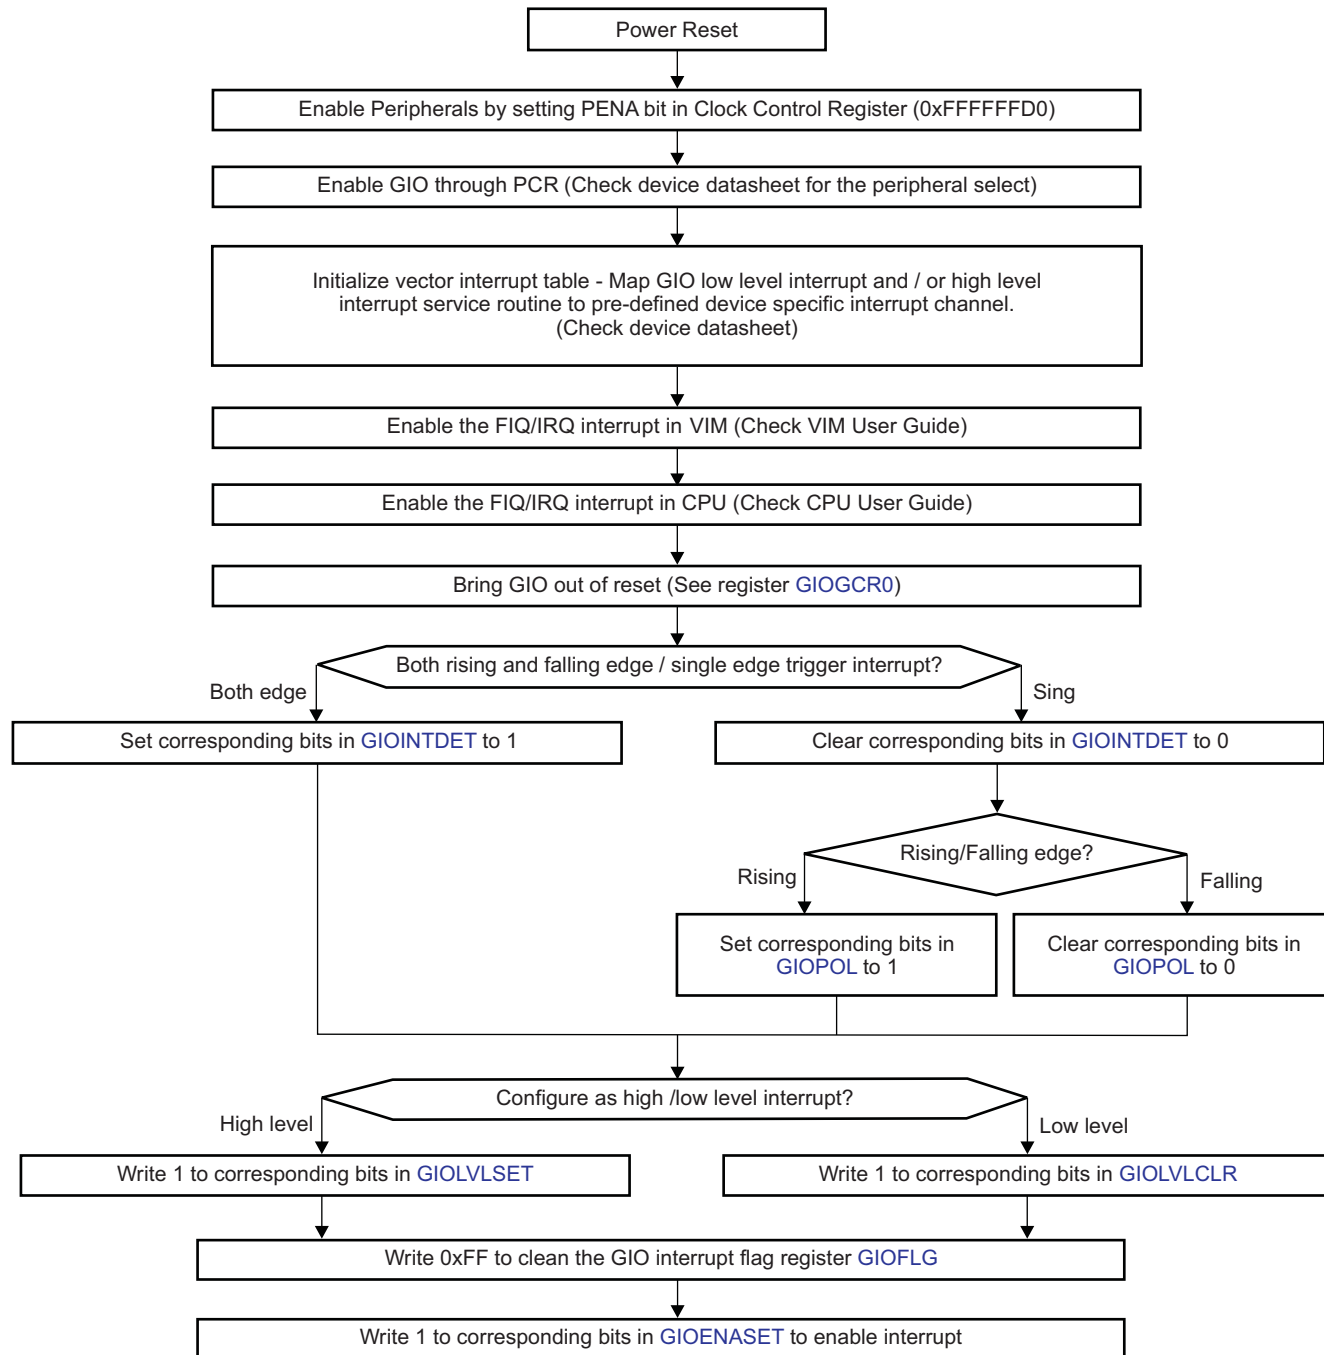 Power Reset
Enable Peripherals by setting PENA bit in Clock Control Register (0xFFFFFFD0)
Enable GIO through PCR (Check device datasheet for the peripheral select)
Initialize vector interrupt table - Map GIO low level interrupt and / or high level
interrupt service routine to pre-defined device specific interrupt channel.
(Check device datasheet)
Enable the FIQ/IRQ interrupt in VIM (Check VIM User Guide)
Enable the FIQ/IRQ interrupt in CPU (Check CPU User Guide)
Bring GIO out of reset (See register GIOGCR0)
Both rising and falling edge / single edge trigger interrupt?
Both edge
Sing
Set corresponding bits in GIOINTDET to 1
Clear corresponding bits in GIOINTDET to 0
Rising/Falling edge?
Rising
Falling
Set corresponding bits in
GIOPOL to 1
Clear corresponding bits in
GIOPOL to 0
Configure as high /low level interrupt?
High level
Low level
Write 1 to corresponding bits in GIOLVLSET
Write 1 to corresponding bits in GIOLVLCLR
Write 0xFF to clean the GIO interrupt flag register GIOFLG
Write 1 to corresponding bits in GIOENASET to enable interrupt